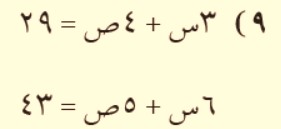 ٩) ٣س + ٤ص = ٢٩
٦س + ٥ص = ٤٣